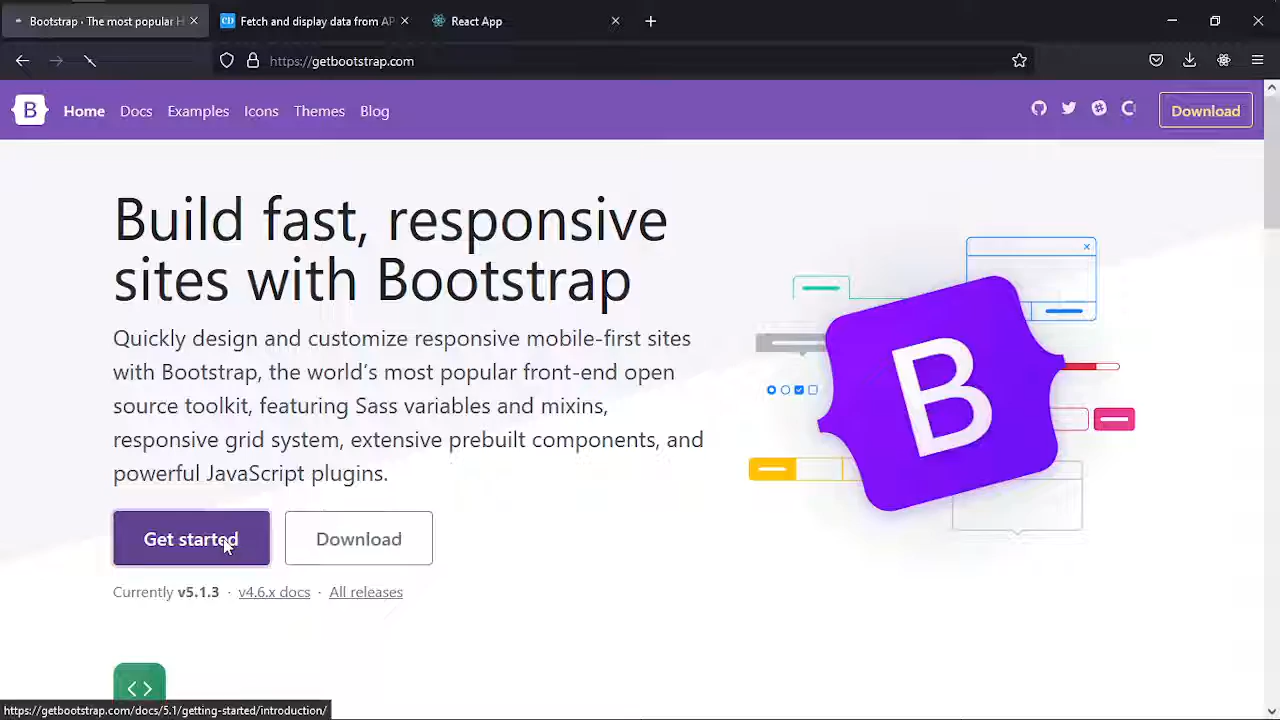 Bootstrap · The most popular H
Fetch and display data from AP
React App
https://getbootstrap.com
B
Home
Docs
Examples
Icons
Themes
Blog
Download
Build fast, responsive
sites with Bootstrap
Quickly design and customize responsive mobile-first sites
with Bootstrap, the world's most popular front-end open
source toolkit, featuring Sass variables and mixins,
responsive grid system, extensive prebuilt components, and
powerful JavaScript plugins.
B
Get started
Download
Currently v5.1.3 · v4.6.x docs · All releases
https://getbootstrap.com/docs/5.1/getting-started/introduction/